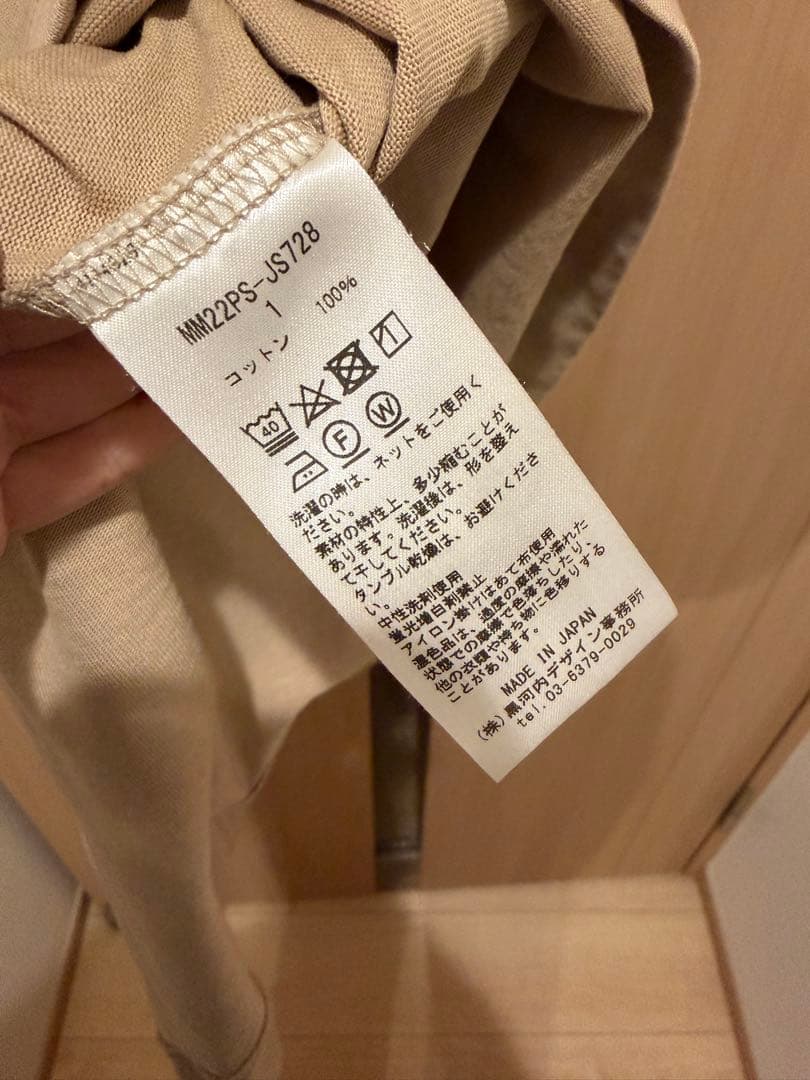 MM22PS-JS728
1
コットン 100%
40
F W
洗濯の時は、ネットをご使用く
ださい。
素材の特性上、多少縮むことが
あります。洗濯後は、形を整え
て干してください。
タンブル乾燥は、お避けくださ
い。
中性洗剤使用
蛍光増白剤禁止
アイロン掛けはあて布使用
濃色品は、過度の摩擦や濡れた
状態での摩擦で色落ちしたり、
他の衣類や持ち物に色移りする
ことがあります。
MADE IN JAPAN
(株)黒河内デザイン事務所
tel.03-6379-0029